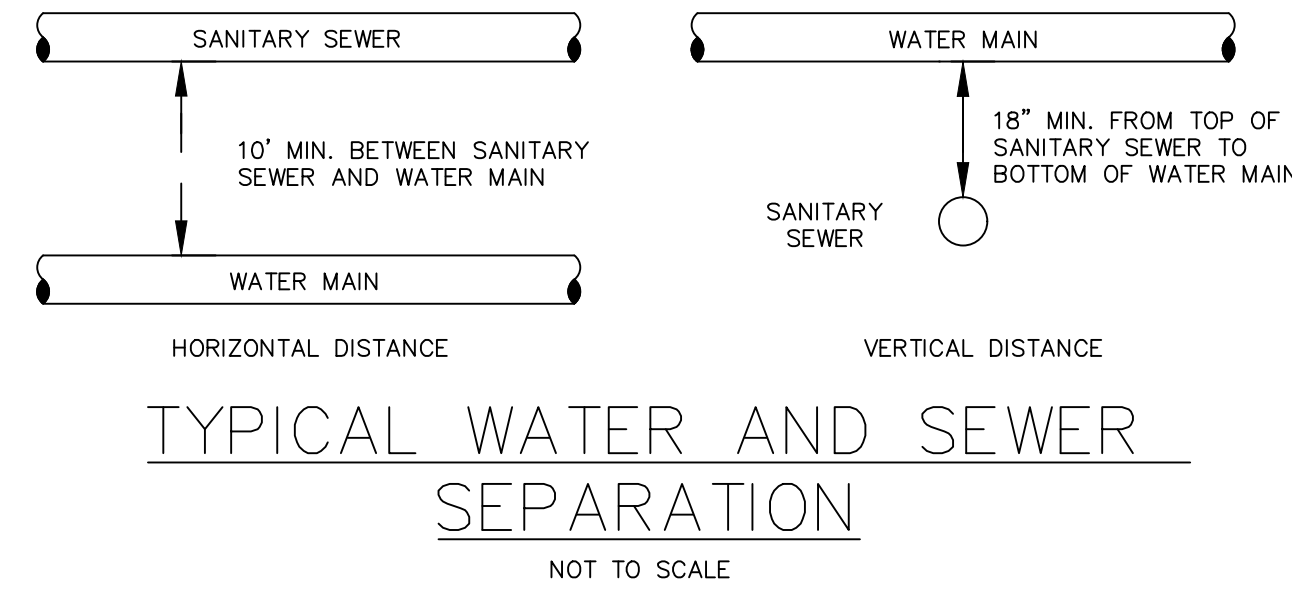 SANITARY SEWER
10' MIN. BETWEEN SANITARY
SEWER AND WATER MAIN
WATER MAIN
HORIZONTAL DISTANCE
WATER MAIN
18" MIN. FROM TOP OF
SANITARY SEWER TO
BOTTOM OF WATER MAIN
SANITARY
SEWER
VERTICAL DISTANCE
TYPICAL WATER AND SEWER
SEPARATION
NOT TO SCALE